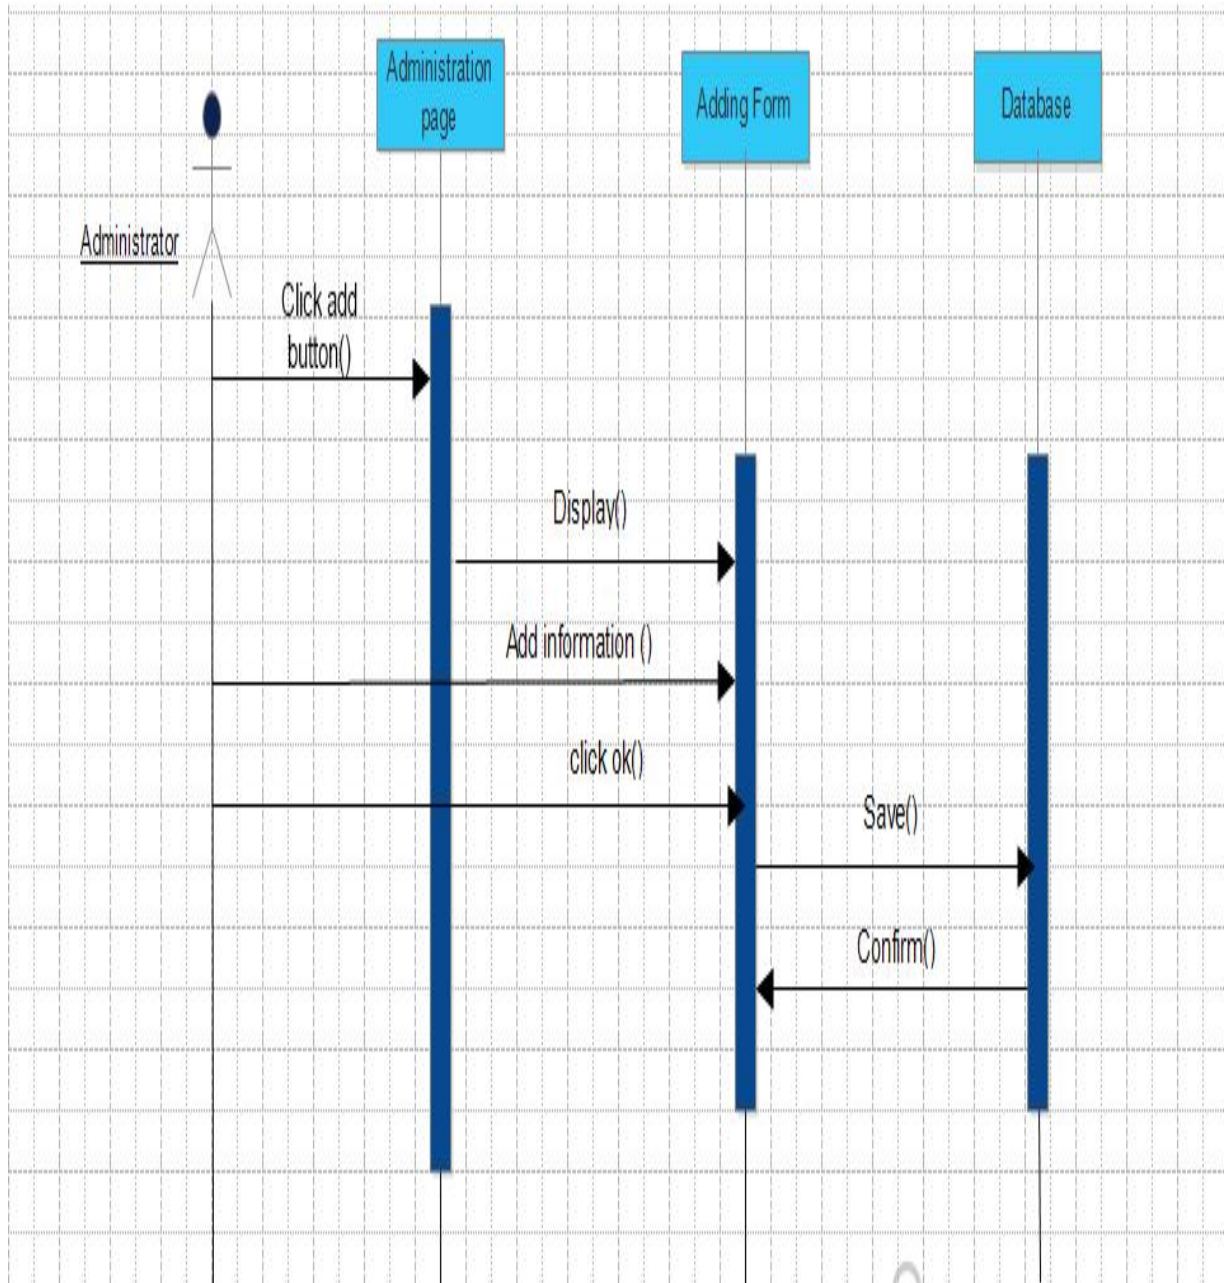 Administration
page
Adding Form
Database
Administrator
Click add
button()
Display()
Add information ()
click ok()
Save()
Confirm()